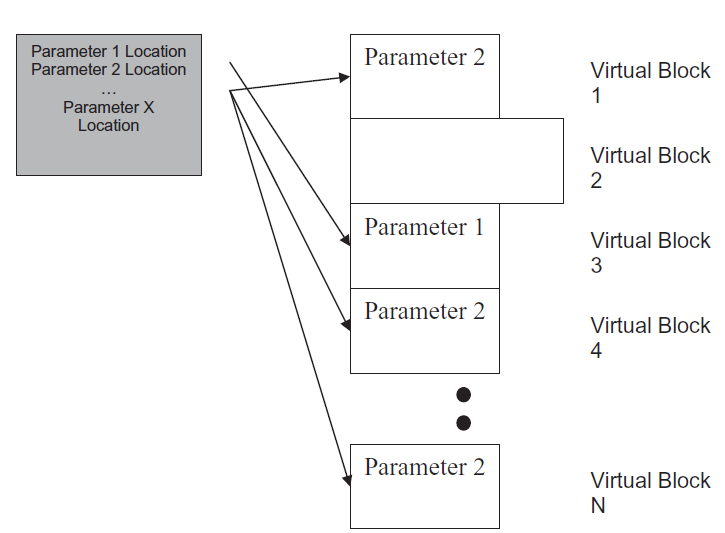 Parameter 1 Location
Parameter 2 Location
…
Parameter X
Location
Parameter 2
Virtual Block
1
Virtual Block
2
Parameter 1
Virtual Block
3
Parameter 2
Virtual Block
4
Parameter 2
Virtual Block
N